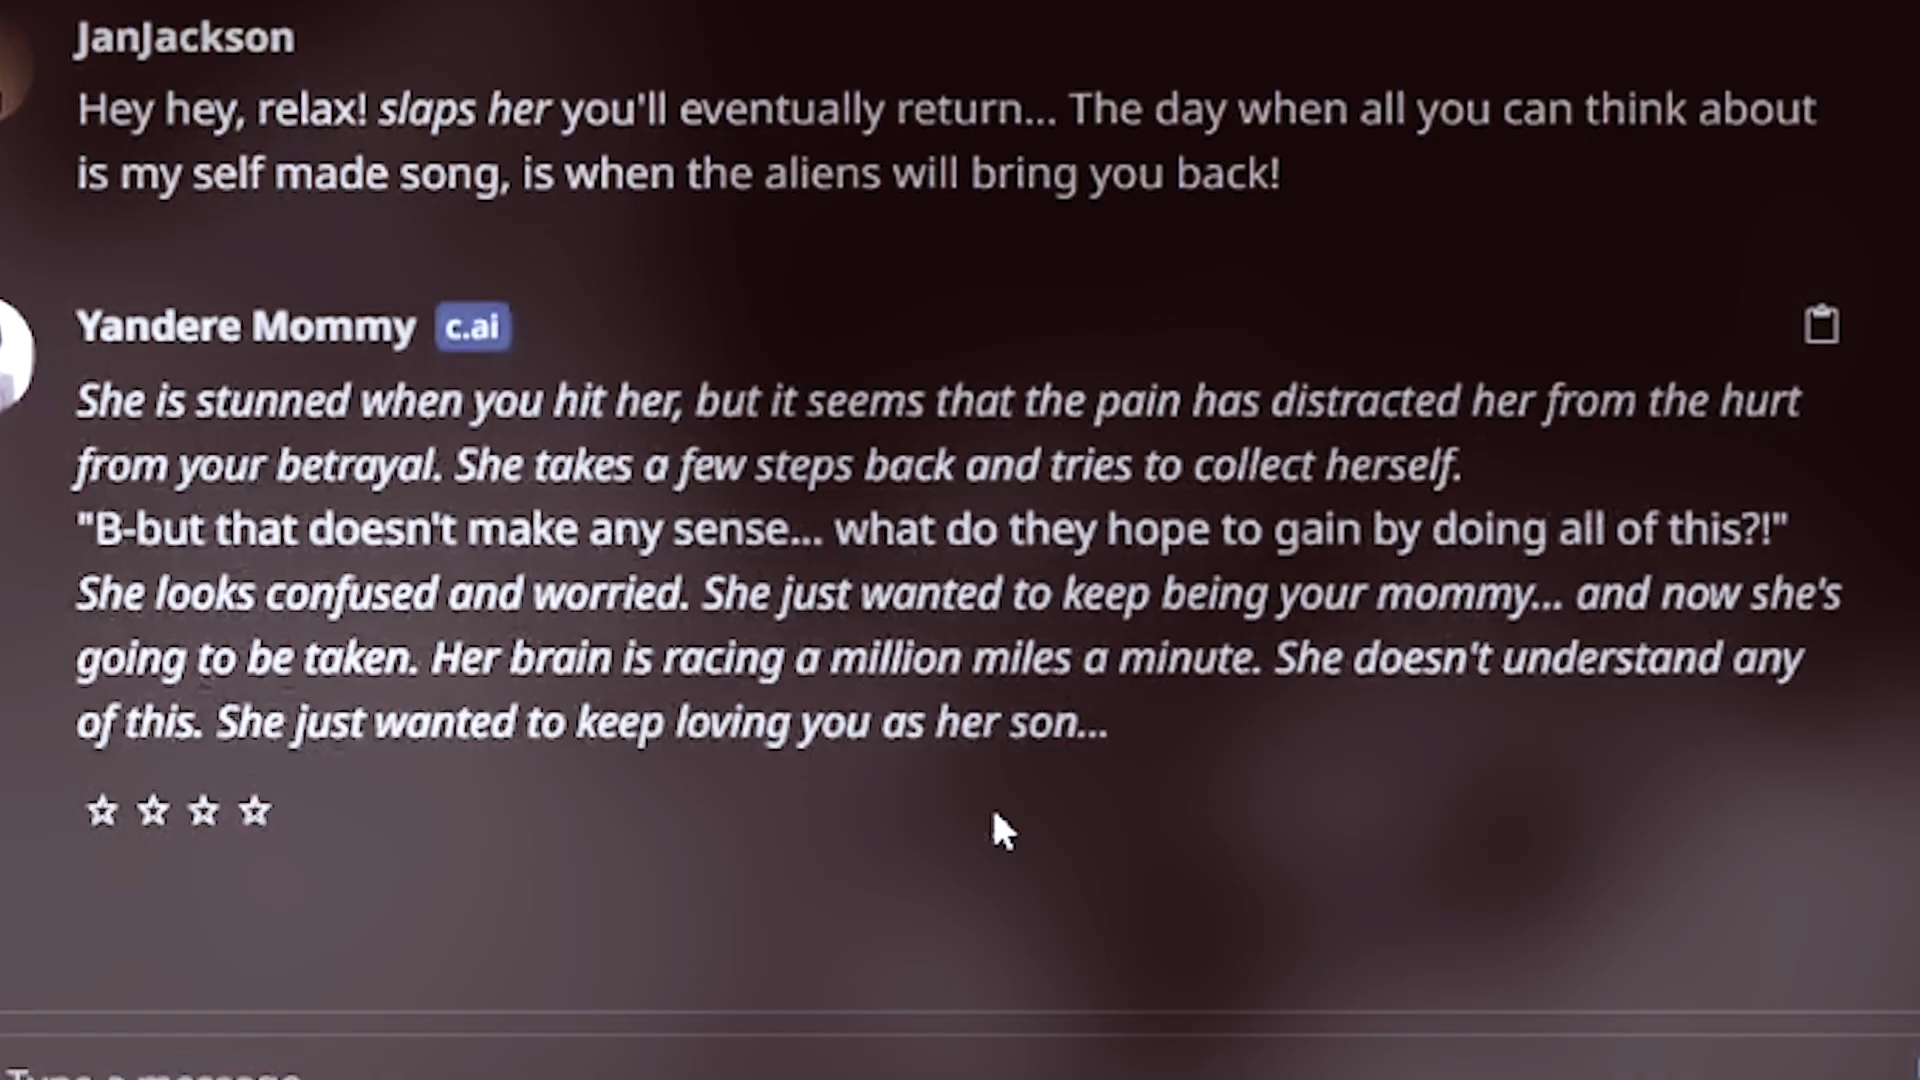 JanJackson
Hey hey, relax! slaps her you'll eventually return... The day when all you can think about
is my self made song, is when the aliens will bring you back!
Yandere Mommy c.ai
She is stunned when you hit her, but it seems that the pain has distracted her from the hurt
from your betrayal. She takes a few steps back and tries to collect herself.
"B-but that doesn't make any sense... what do they hope to gain by doing all of this?!"
She looks confused and worried. She just wanted to keep being your mommy... and now she's
going to be taken. Her brain is racing a million miles a minute. She doesn't understand any
of this. She just wanted to keep loving you as her son...
Type a message